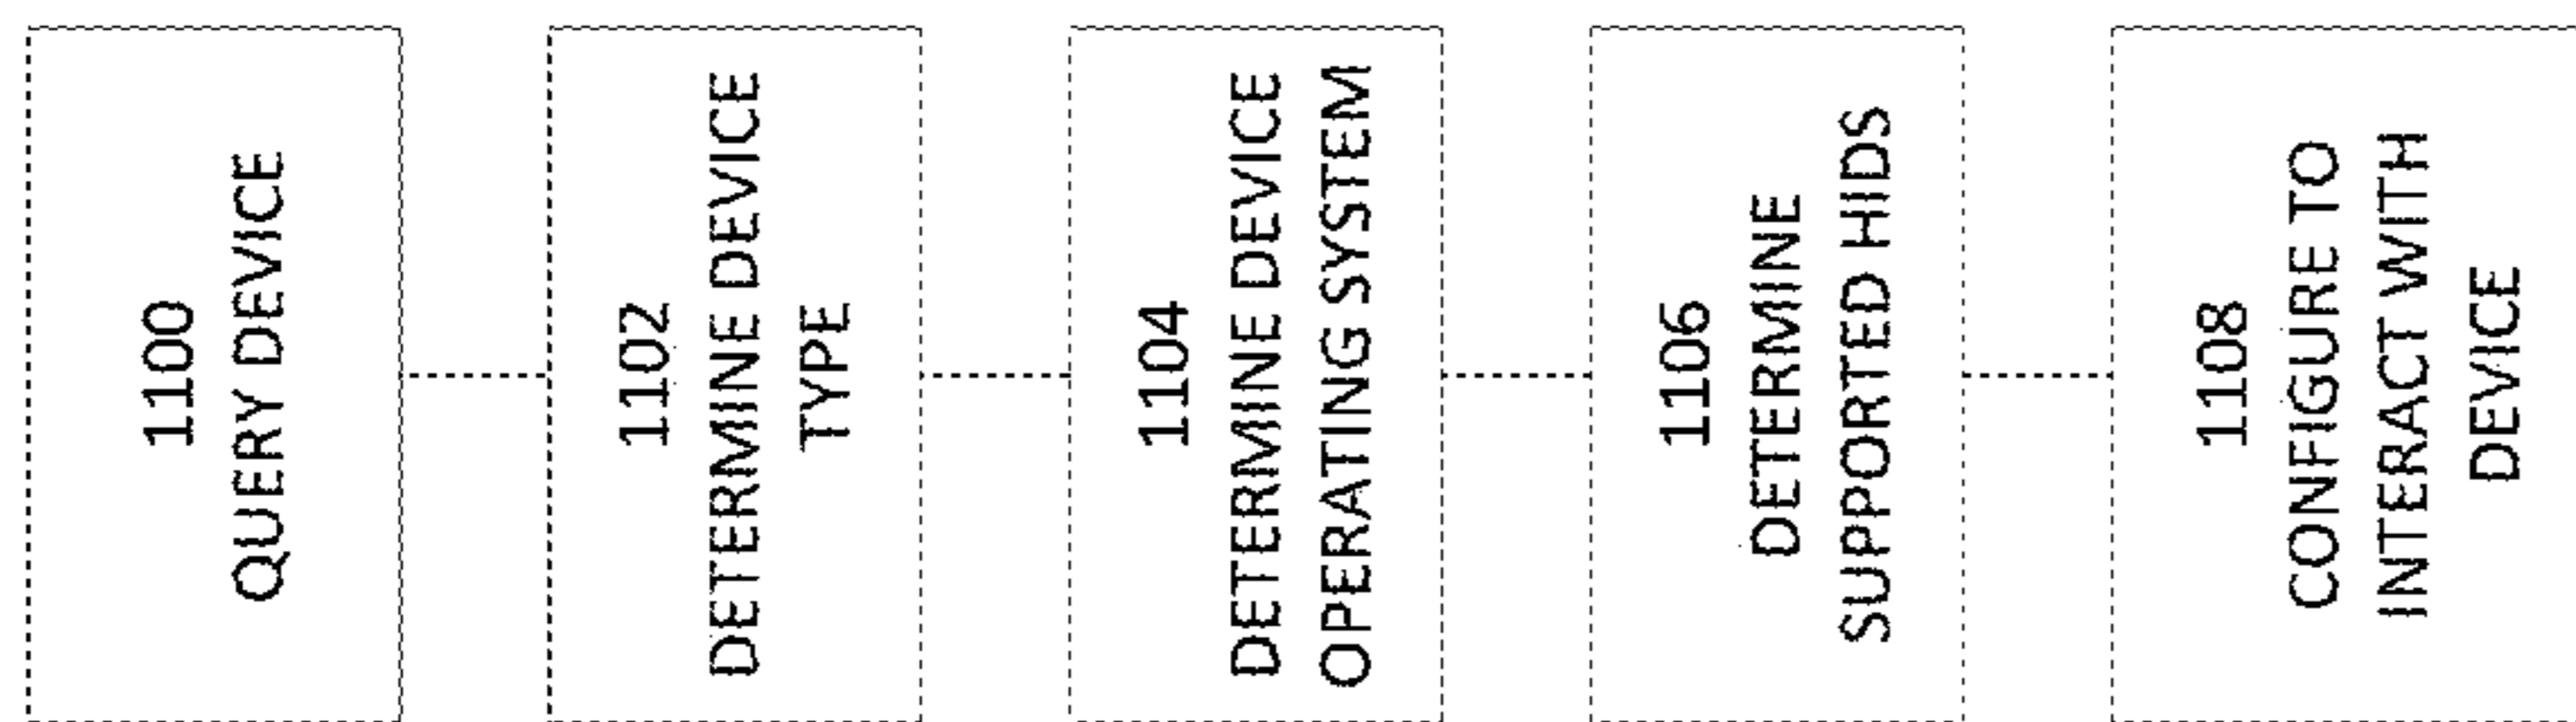 1100
QUERY DEVICE
1102
DETERMINE DEVICE
TYPE
1104
DETERMINE DEVICE
OPERATING SYSTEM
1106
DETERMINE
SUPPORTED HIDS
1108
CONFIGURE TO
INTERACT WITH
DEVICE